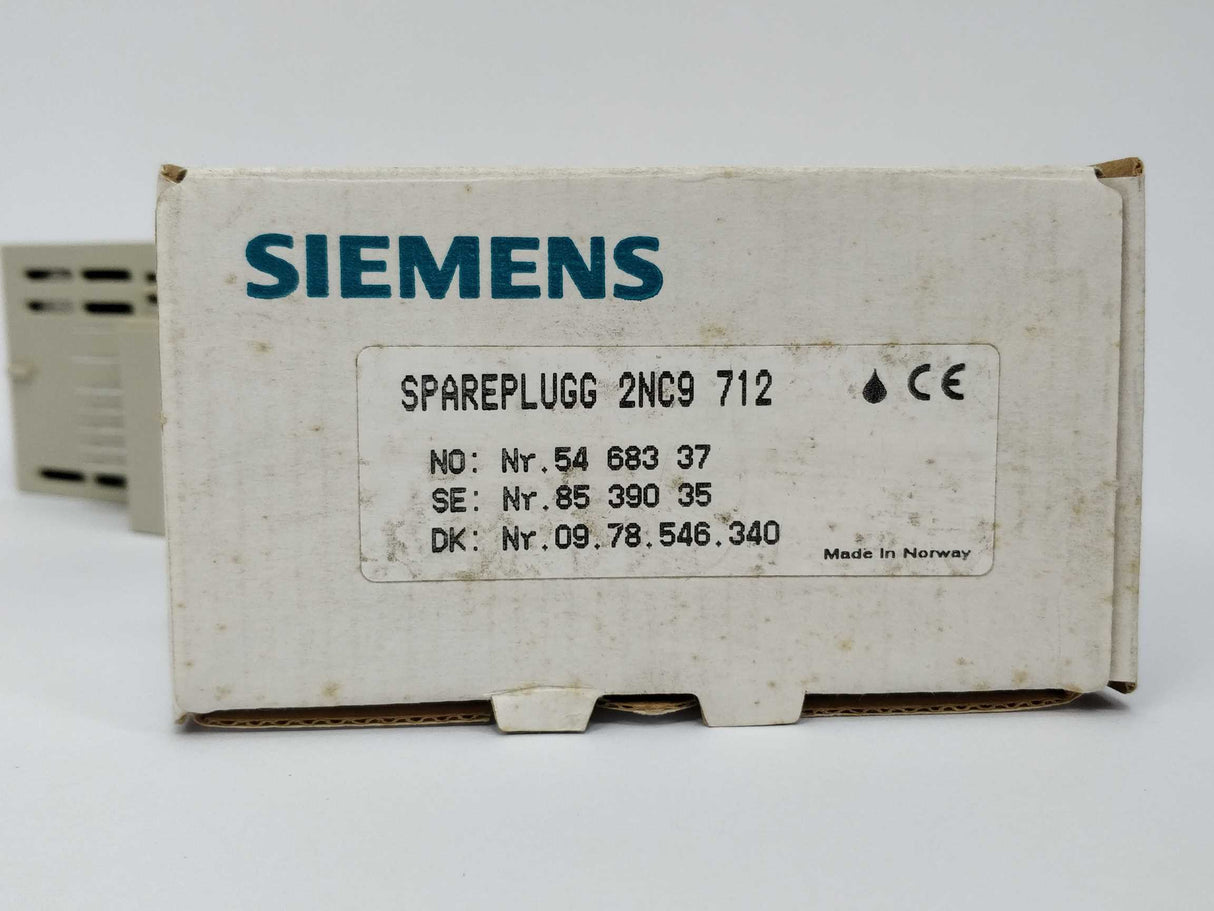 SIEMENS
SPAREPLUGG 2NC9 712 CE
NO: Nr.54 683 37
SE: Nr.85 390 35
DK: Nr.09.78.546.340
Made In Norway